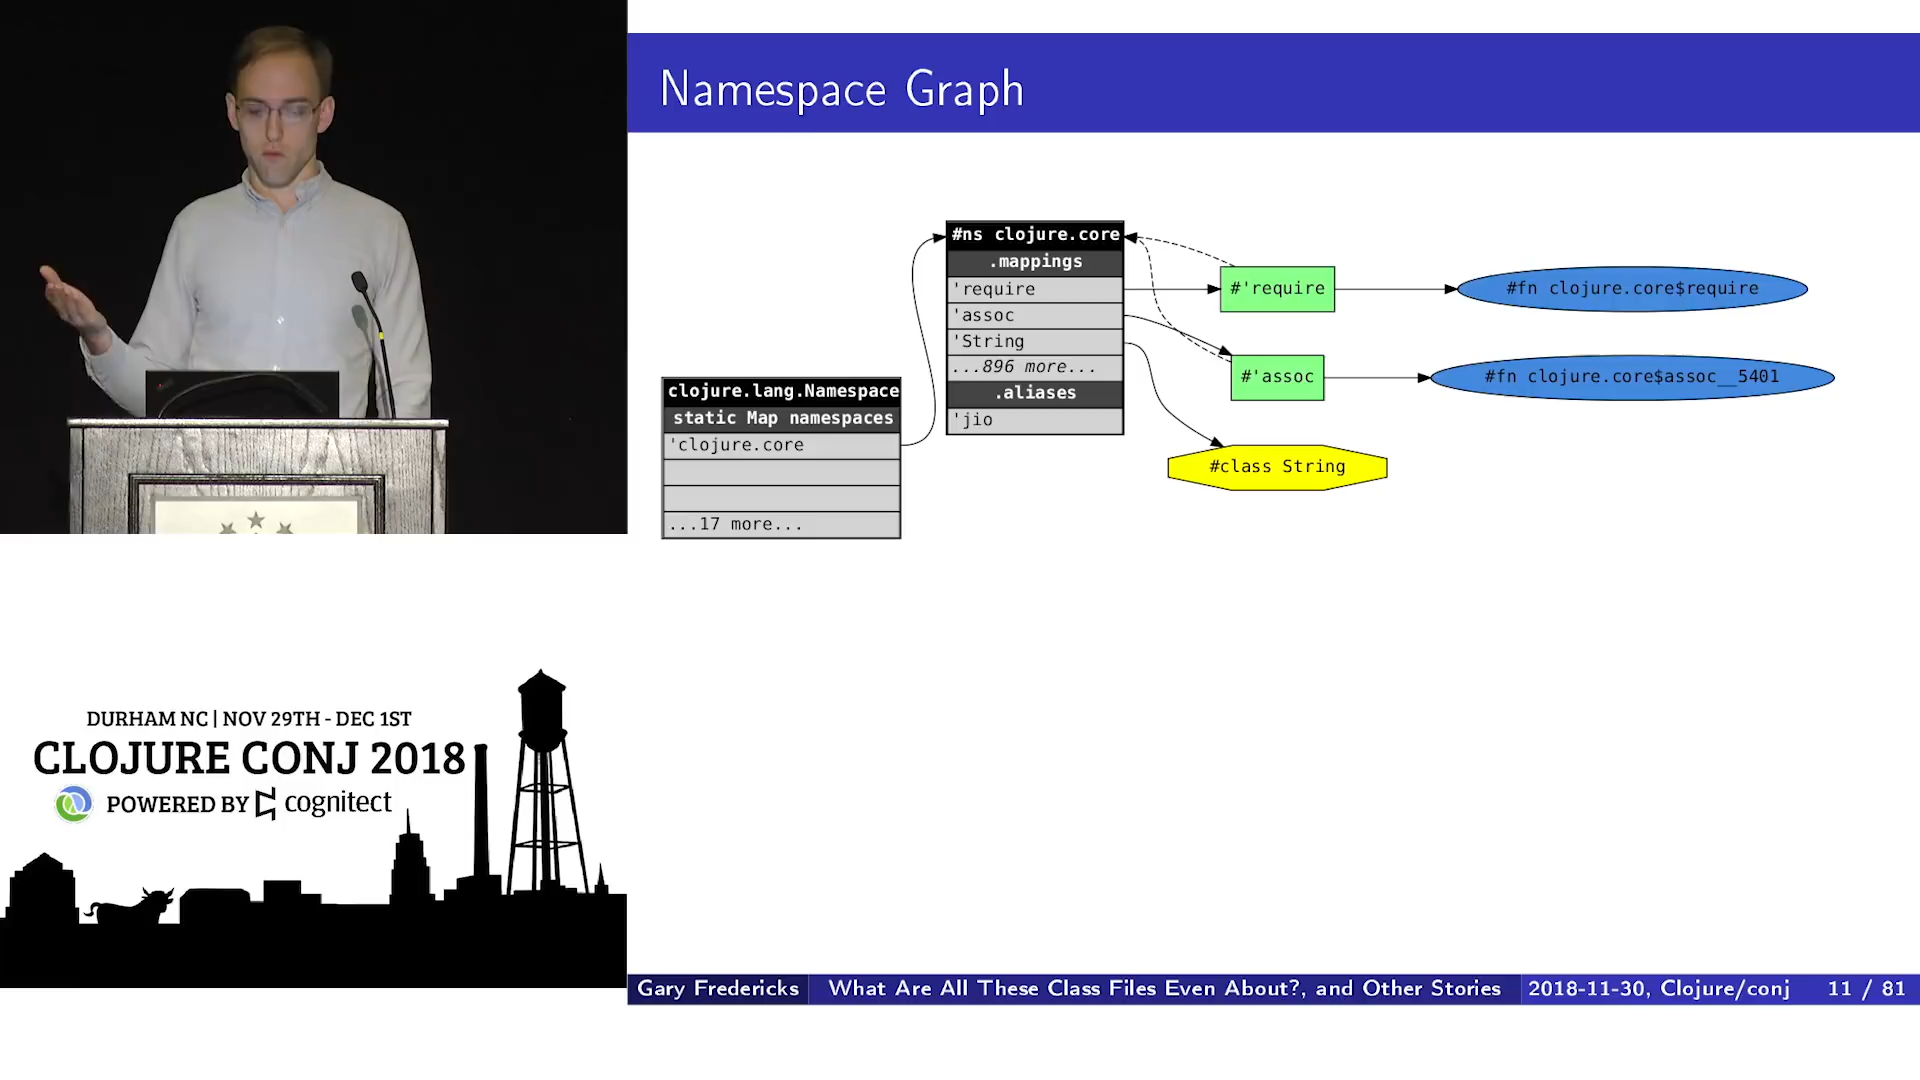 Namespace Graph
#ns clojure.core
.mappings
'require
'assoc
'String
...896 more...
.aliases
'jio
#'require
#fn clojure.core$require
#'assoc
#fn clojure.core$assoc__5401
#class String
clojure.lang.Namespace
static Map namespaces
'clojure.core
...17 more...
DURHAM NC | NOV 29TH - DEC 1ST
CLOJURE CONJ 2018
POWERED BY cognitect
Gary Fredericks What Are All These Class Files Even About?, and Other Stories 2018-11-30, Clojure/conj 11 / 81